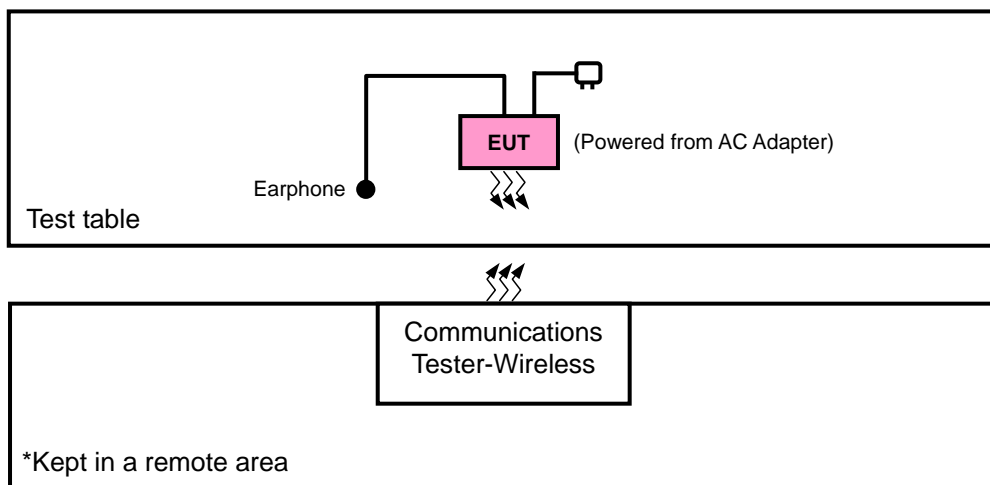 EUT
(Powered from AC Adapter)
Earphone
Test table
Communications
Tester-Wireless
*Kept in a remote area